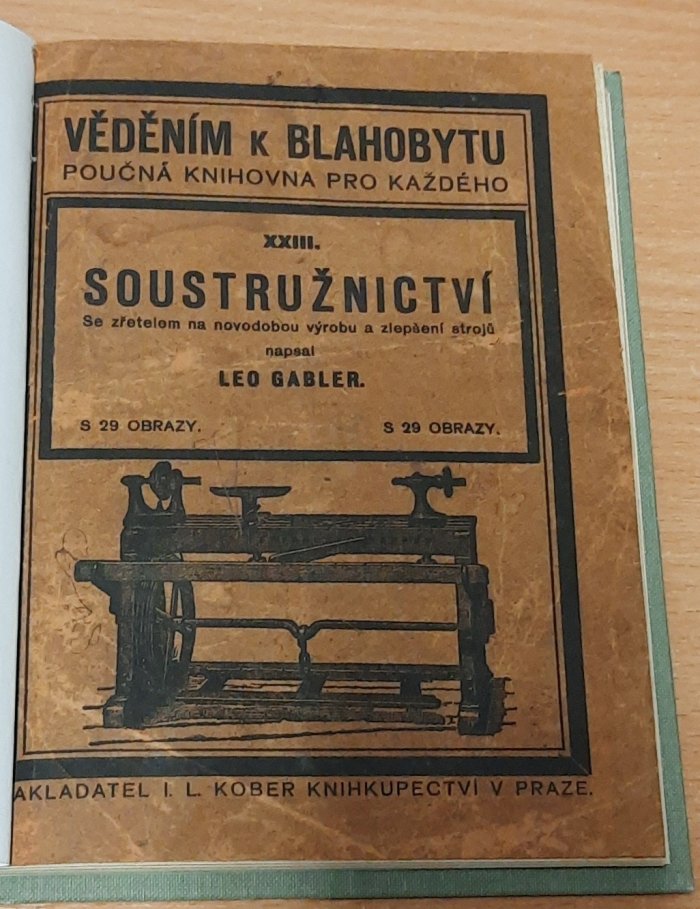 VĚDĚNÍM K BLAHOBYTU
POUČNÁ KNIHOVNA PRO KAŽDÉHO
XXIII.
SOUSTRUŽNICTVÍ
Se zřetelem na novodobou výrobu a zlepšení strojů
napsal
LEO GABLER.
S 29 OBRAZY. S 29 OBRAZY.
AKLADATEL I. L. KOBER KNIHKUPECTVÍ V PRAZE.